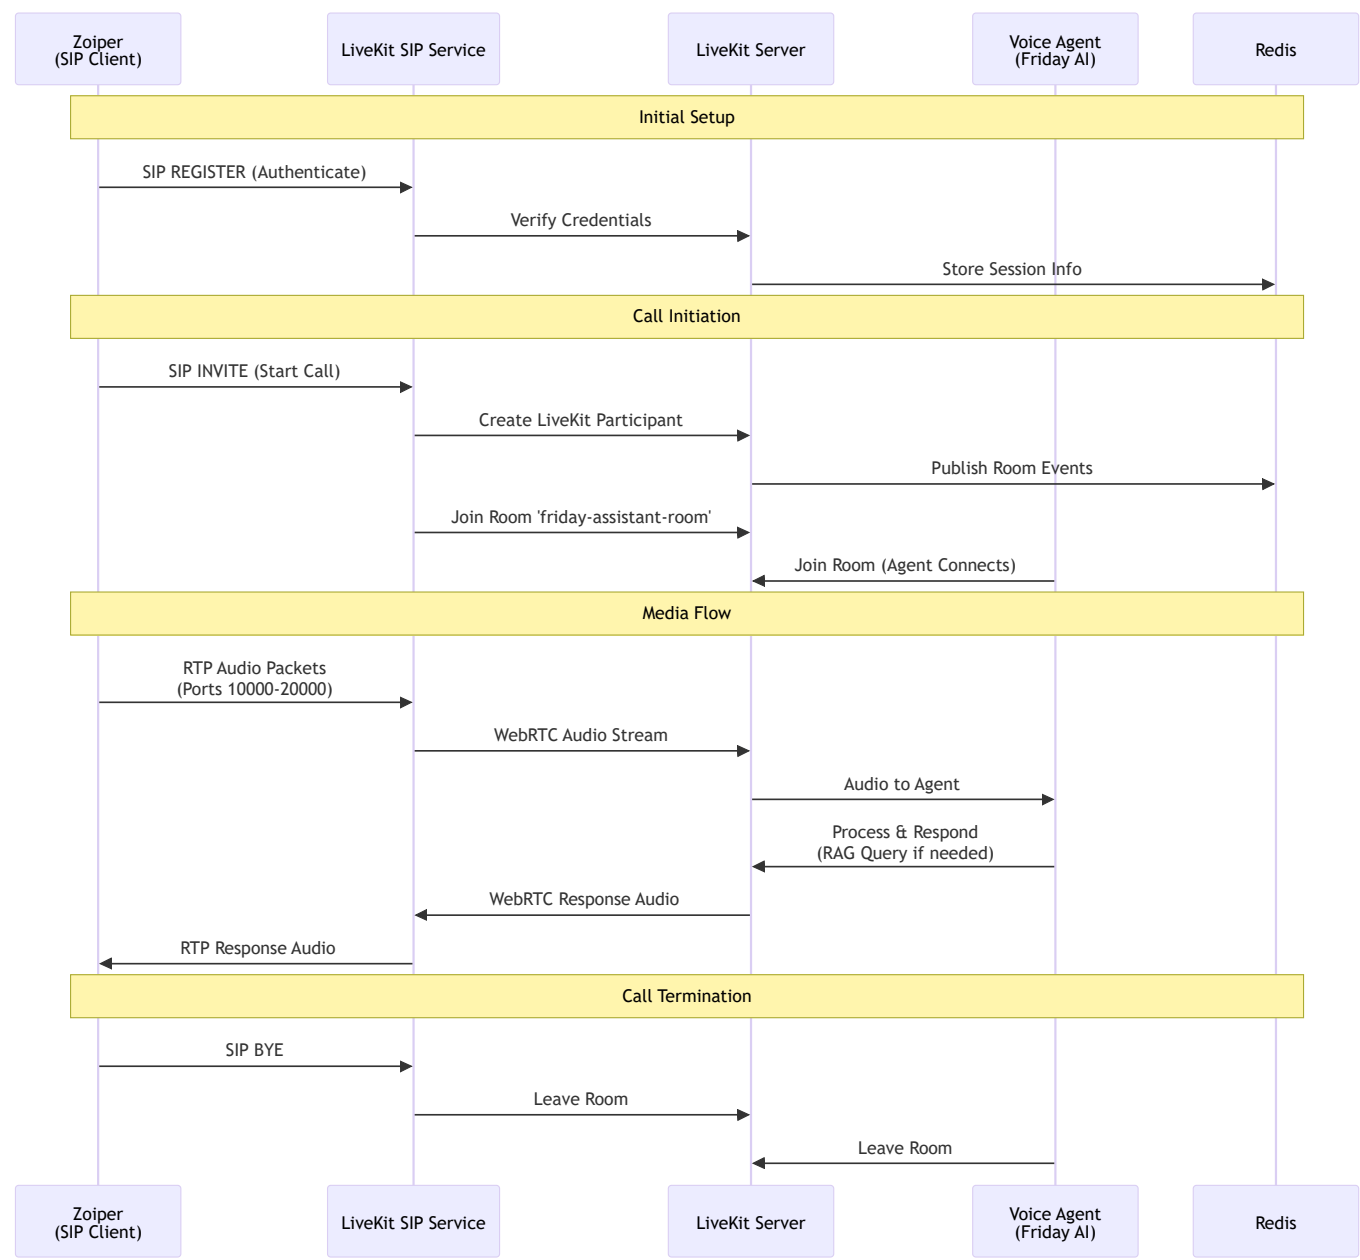 Zoiper
(SIP Client)
LiveKit SIP Service
LiveKit Server
Voice Agent
(Friday AI)
Redis
Initial Setup
SIP REGISTER (Authenticate)
Verify Credentials
Store Session Info
Call Initiation
SIP INVITE (Start Call)
Create LiveKit Participant
Publish Room Events
Join Room 'friday-assistant-room'
Join Room (Agent Connects)
Media Flow
RTP Audio Packets
(Ports 10000-20000)
WebRTC Audio Stream
Audio to Agent
Process & Respond
(RAG Query if needed)
WebRTC Response Audio
RTP Response Audio
Call Termination
SIP BYE
Leave Room
Leave Room
Zoiper
(SIP Client)
LiveKit SIP Service
LiveKit Server
Voice Agent
(Friday AI)
Redis